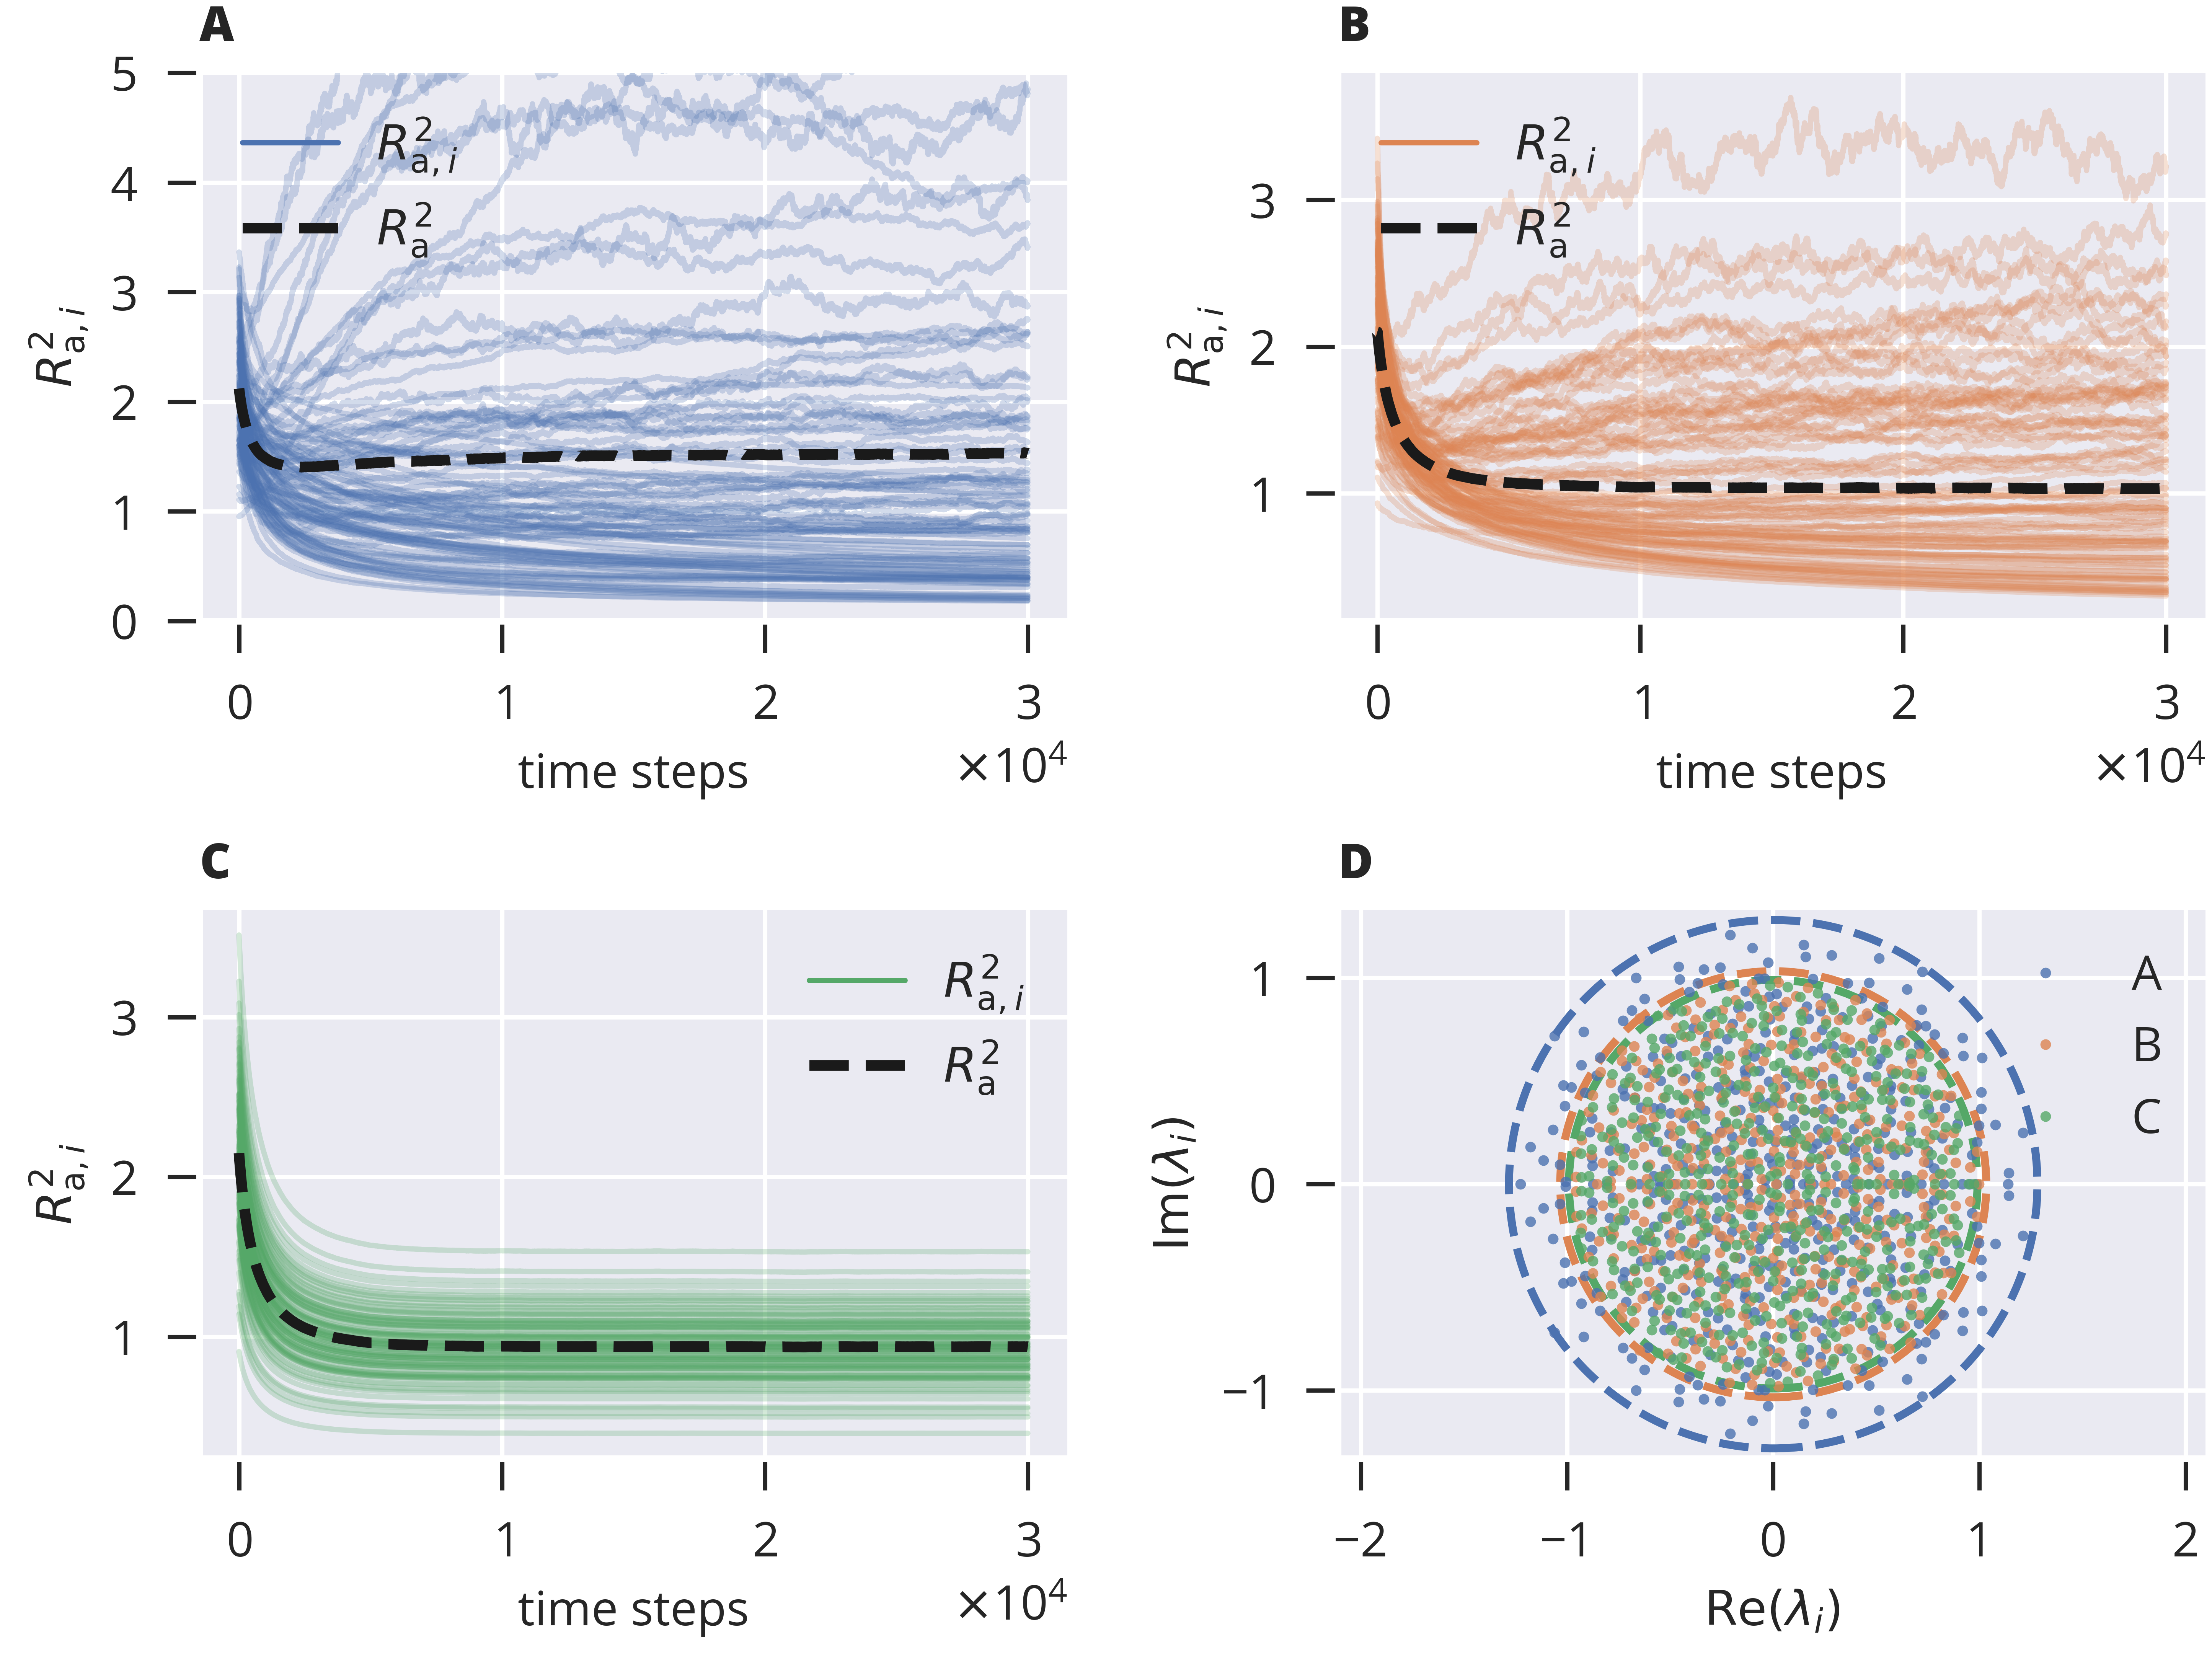 A
5
4
3
2
1
0
R²a,i
R²a,i
R²a
0 1 2 3
time steps ×10⁴
B
3
2
1
R²a,i
R²a,i
R²a
0 1 2 3
time steps ×10⁴
C
3
2
1
R²a,i
R²a,i
R²a
0 1 2 3
time steps ×10⁴
D
1
0
−1
Im(λi)
A
B
C
−2 −1 0 1 2
Re(λi)